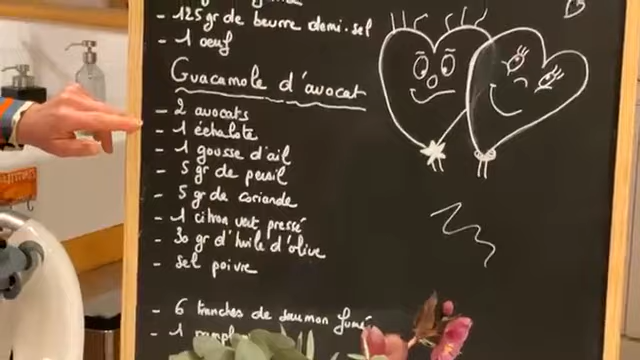 - 125 gr de beurre demi-sel
- 1 oeuf
Guacamole d'avocat
- 2 avocats
- 1 échalote
- 1 gousse d'ail
- 5 gr de persil
- 5 gr de coriande
- 1 citron vert pressé
- 30 gr d'huile d'olive
- sel poivre
- 6 tranches de saumon fumé
- 1